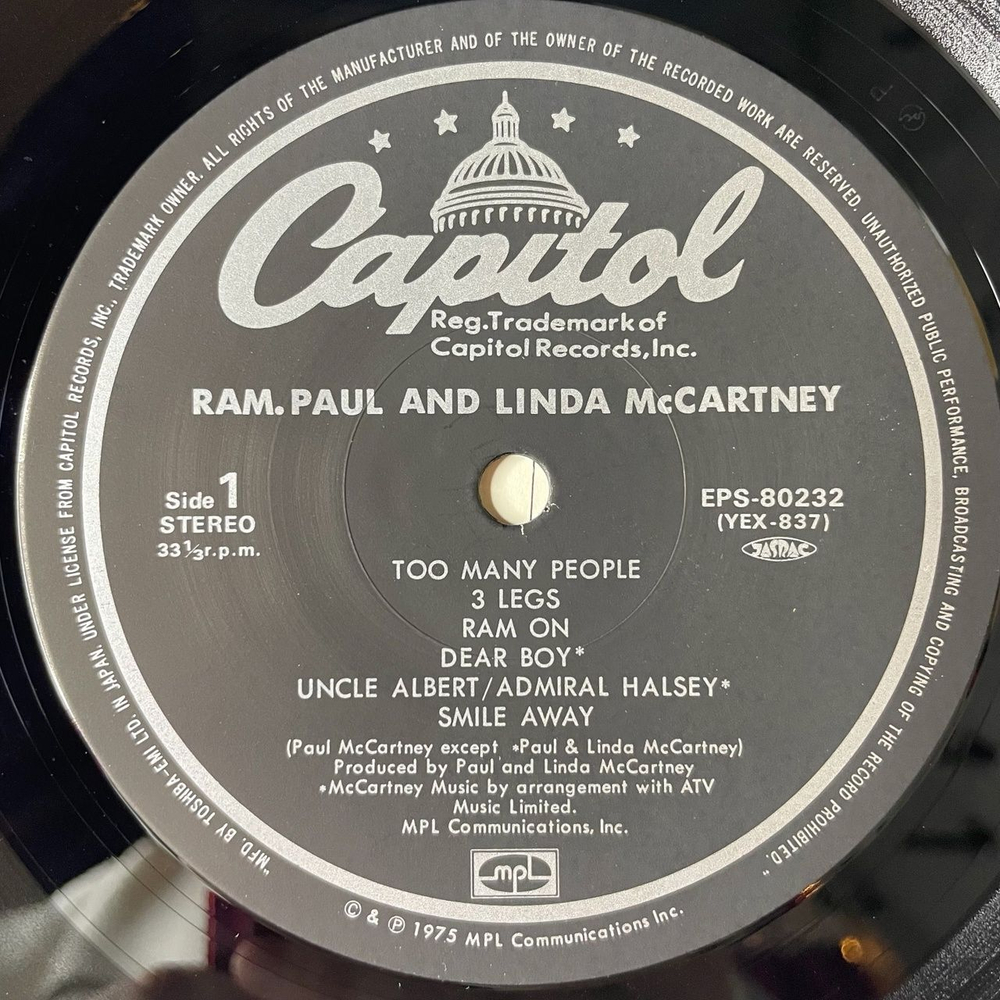 "MFD. BY TOSHIBA-EMI LTD. IN JAPAN. UNDER LICENSE FROM CAPITOL RECORDS, INC., TRADEMARK OWNER. ALL RIGHTS OF THE MANUFACTURER AND OF THE OWNER OF THE RECORDED WORK ARE RESERVED. UNAUTHORIZED PUBLIC PERFORMANCE, BROADCASTING AND COPYING OF THE RECORD PROHIBITED."
Capitol
Reg.Trademark of
Capitol Records,Inc.
RAM. PAUL AND LINDA McCARTNEY
Side 1
STEREO
33⅓r.p.m.
EPS-80232
(YEX-837)
JASRAC
TOO MANY PEOPLE
3 LEGS
RAM ON
DEAR BOY*
UNCLE ALBERT/ADMIRAL HALSEY*
SMILE AWAY
(Paul McCartney except *Paul & Linda McCartney)
Produced by Paul and Linda McCartney
*McCartney Music by arrangement with ATV
Music Limited.
MPL Communications, Inc.
mpl
© & ℗ 1975 MPL Communications Inc.